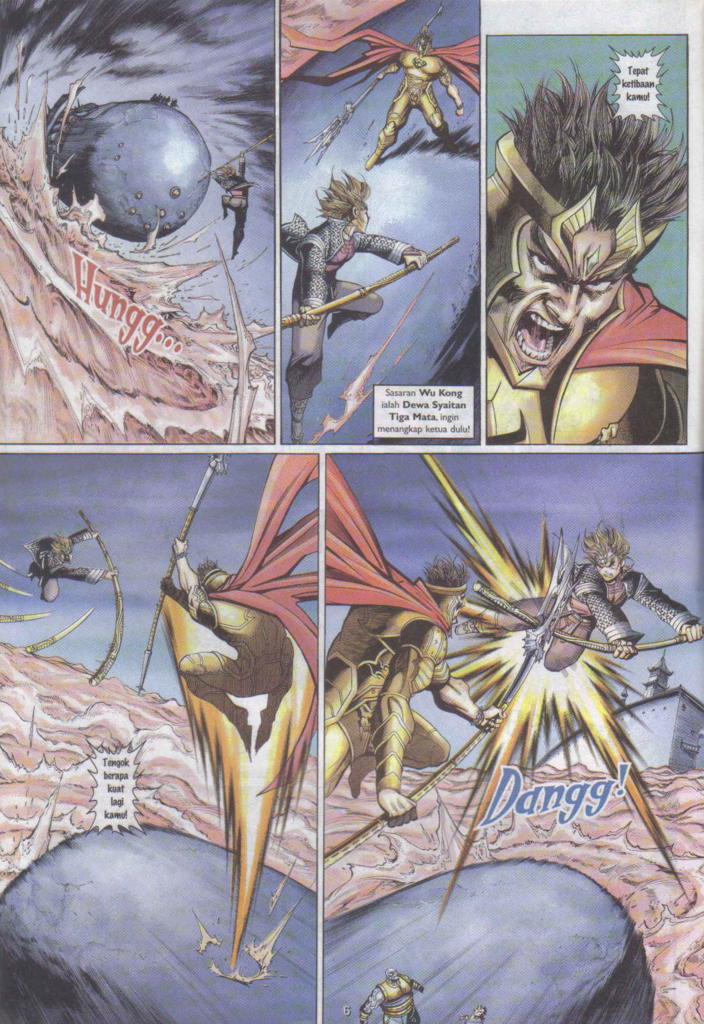 Hungg...
Sasaran Wu Kong
ialah Dewa Syaitan
Tiga Mata, ingin
menangkap ketua dulu!
Tepat
ketibaan
kamu!
Tengok
berapa
kuat
lagi
kamu!
Dangg!
6